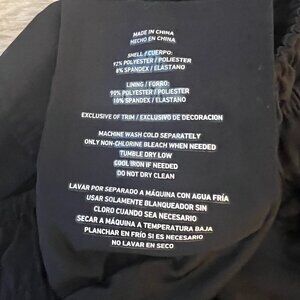 MADE IN CHINA
HECHO EN CHINA
SHELL / CUERPO:
92% POLYESTER / POLIÉSTER
8% SPANDEX / ELASTANO
LINING / FORRO:
90% POLYESTER / POLIÉSTER
10% SPANDEX / ELASTANO
EXCLUSIVE OF TRIM / EXCLUSIVO DE DECORACIÓN
MACHINE WASH COLD SEPARATELY
ONLY NON-CHLORINE BLEACH WHEN NEEDED
TUMBLE DRY LOW
COOL IRON IF NEEDED
DO NOT DRY CLEAN
LAVAR POR SEPARADO A MÁQUINA CON AGUA FRÍA
USAR SOLAMENTE BLANQUEADOR SIN
CLORO CUANDO SEA NECESARIO
SECAR A MÁQUINA A TEMPERATURA BAJA
PLANCHAR EN FRÍO SI ES NECESARIO
NO LAVAR EN SECO